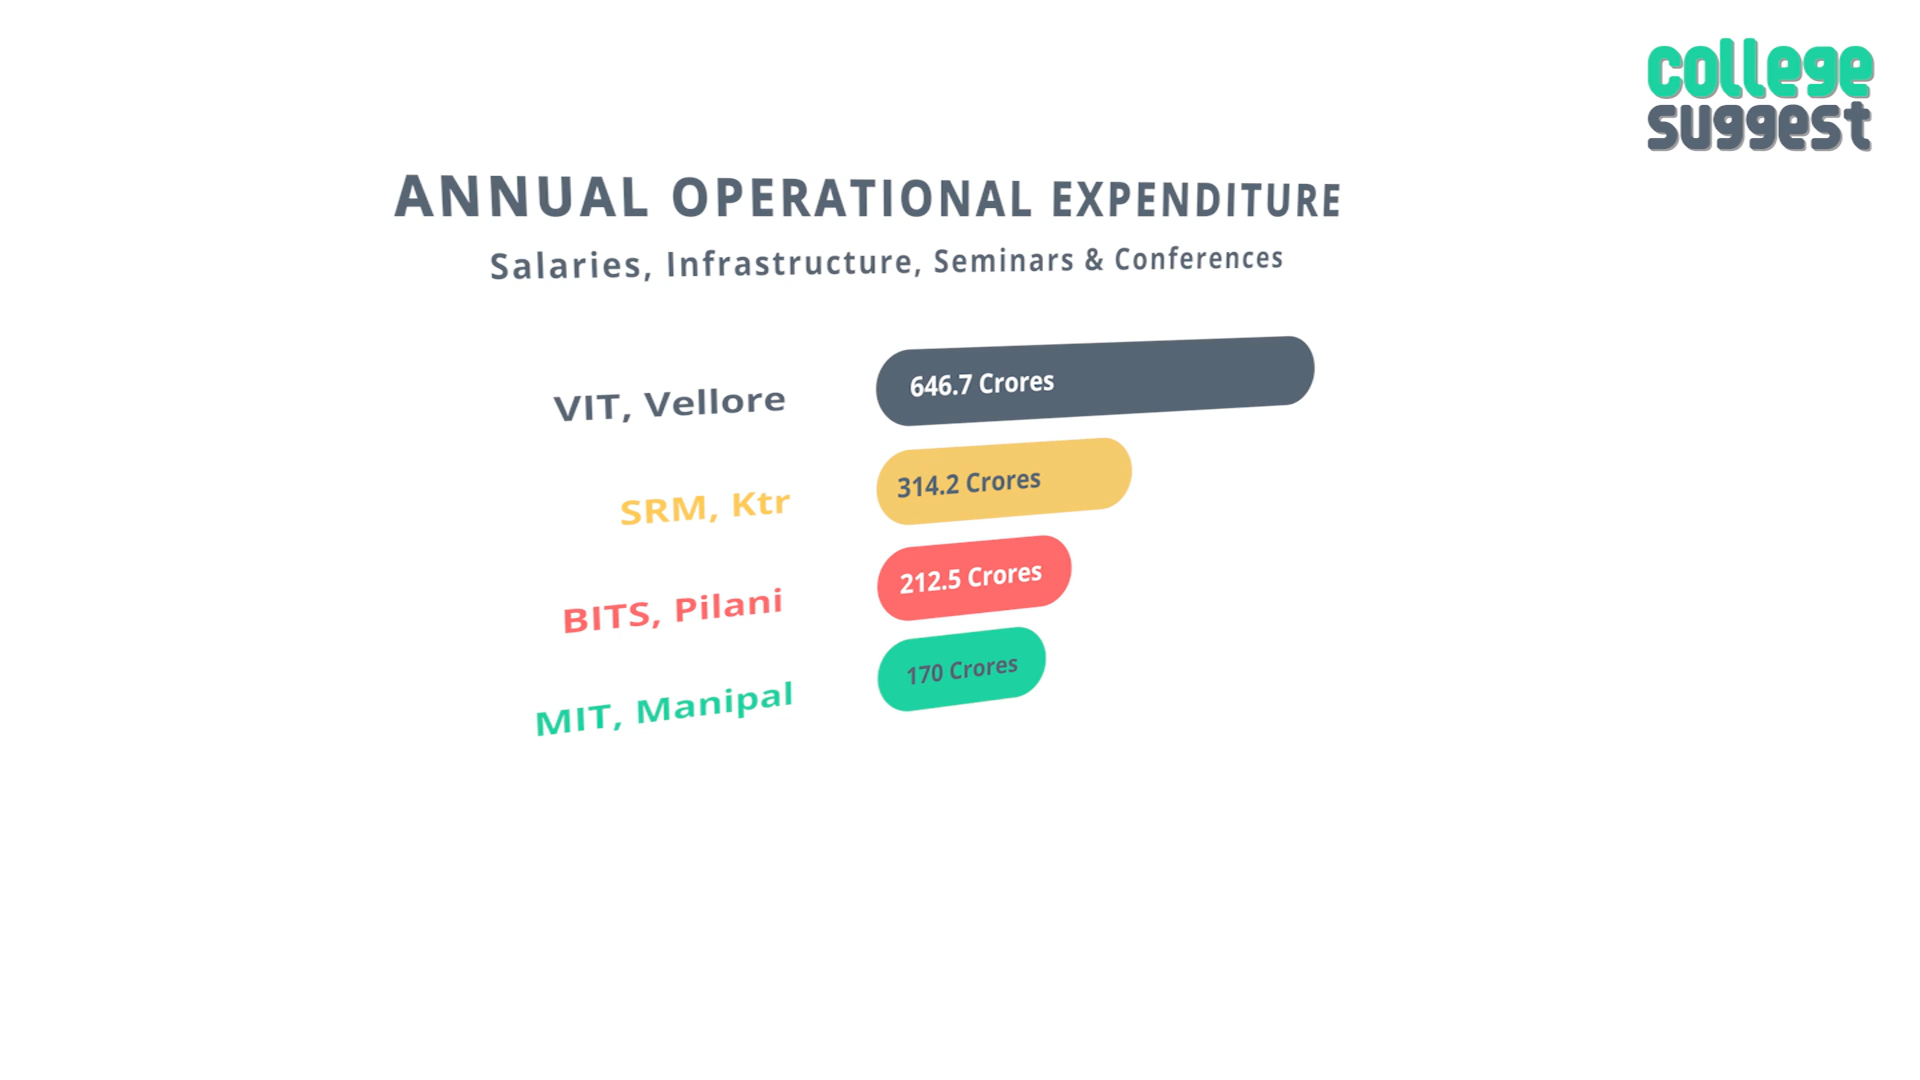 college
suggest
ANNUAL OPERATIONAL EXPENDITURE
Salaries, Infrastructure, Seminars & Conferences
VIT, Vellore
646.7 Crores
SRM, Ktr
314.2 Crores
BITS, Pilani
212.5 Crores
MIT, Manipal
170 Crores